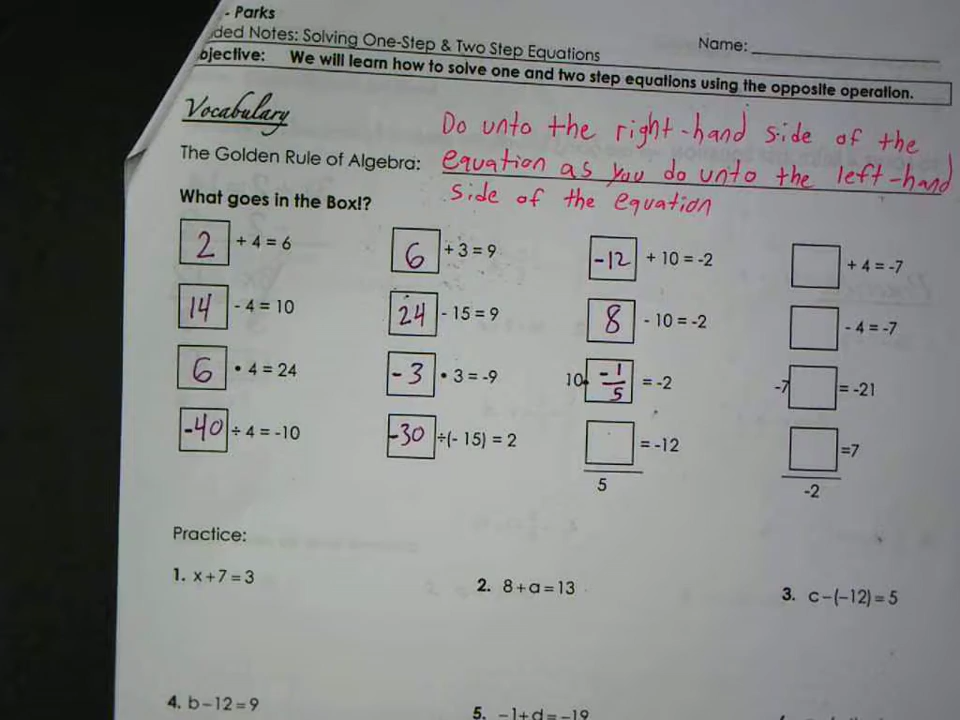 - Parks
ded Notes: Solving One-Step & Two Step Equations
Name:
bjective: We will learn how to solve one and two step equations using the opposite operation.
Vocabulary
The Golden Rule of Algebra: Do unto the right-hand side of the
equation as you do unto the left-hand
side of the equation
What goes in the Box!?
2 + 4 = 6
6 + 3 = 9
-12 + 10 = -2
+ 4 = -7
14 - 4 = 10
24 - 15 = 9
8 - 10 = -2
- 4 = -7
6 • 4 = 24
-3 • 3 = -9
10• -1/5 = -2
-7 = -21
-40 ÷ 4 = -10
-30 ÷(- 15) = 2
= -12
5
=7
-2
Practice:
1. x + 7 = 3
2. 8 + a = 13
3. c – (–12) = 5
4. b – 12 = 9
5. –1 + d = –19